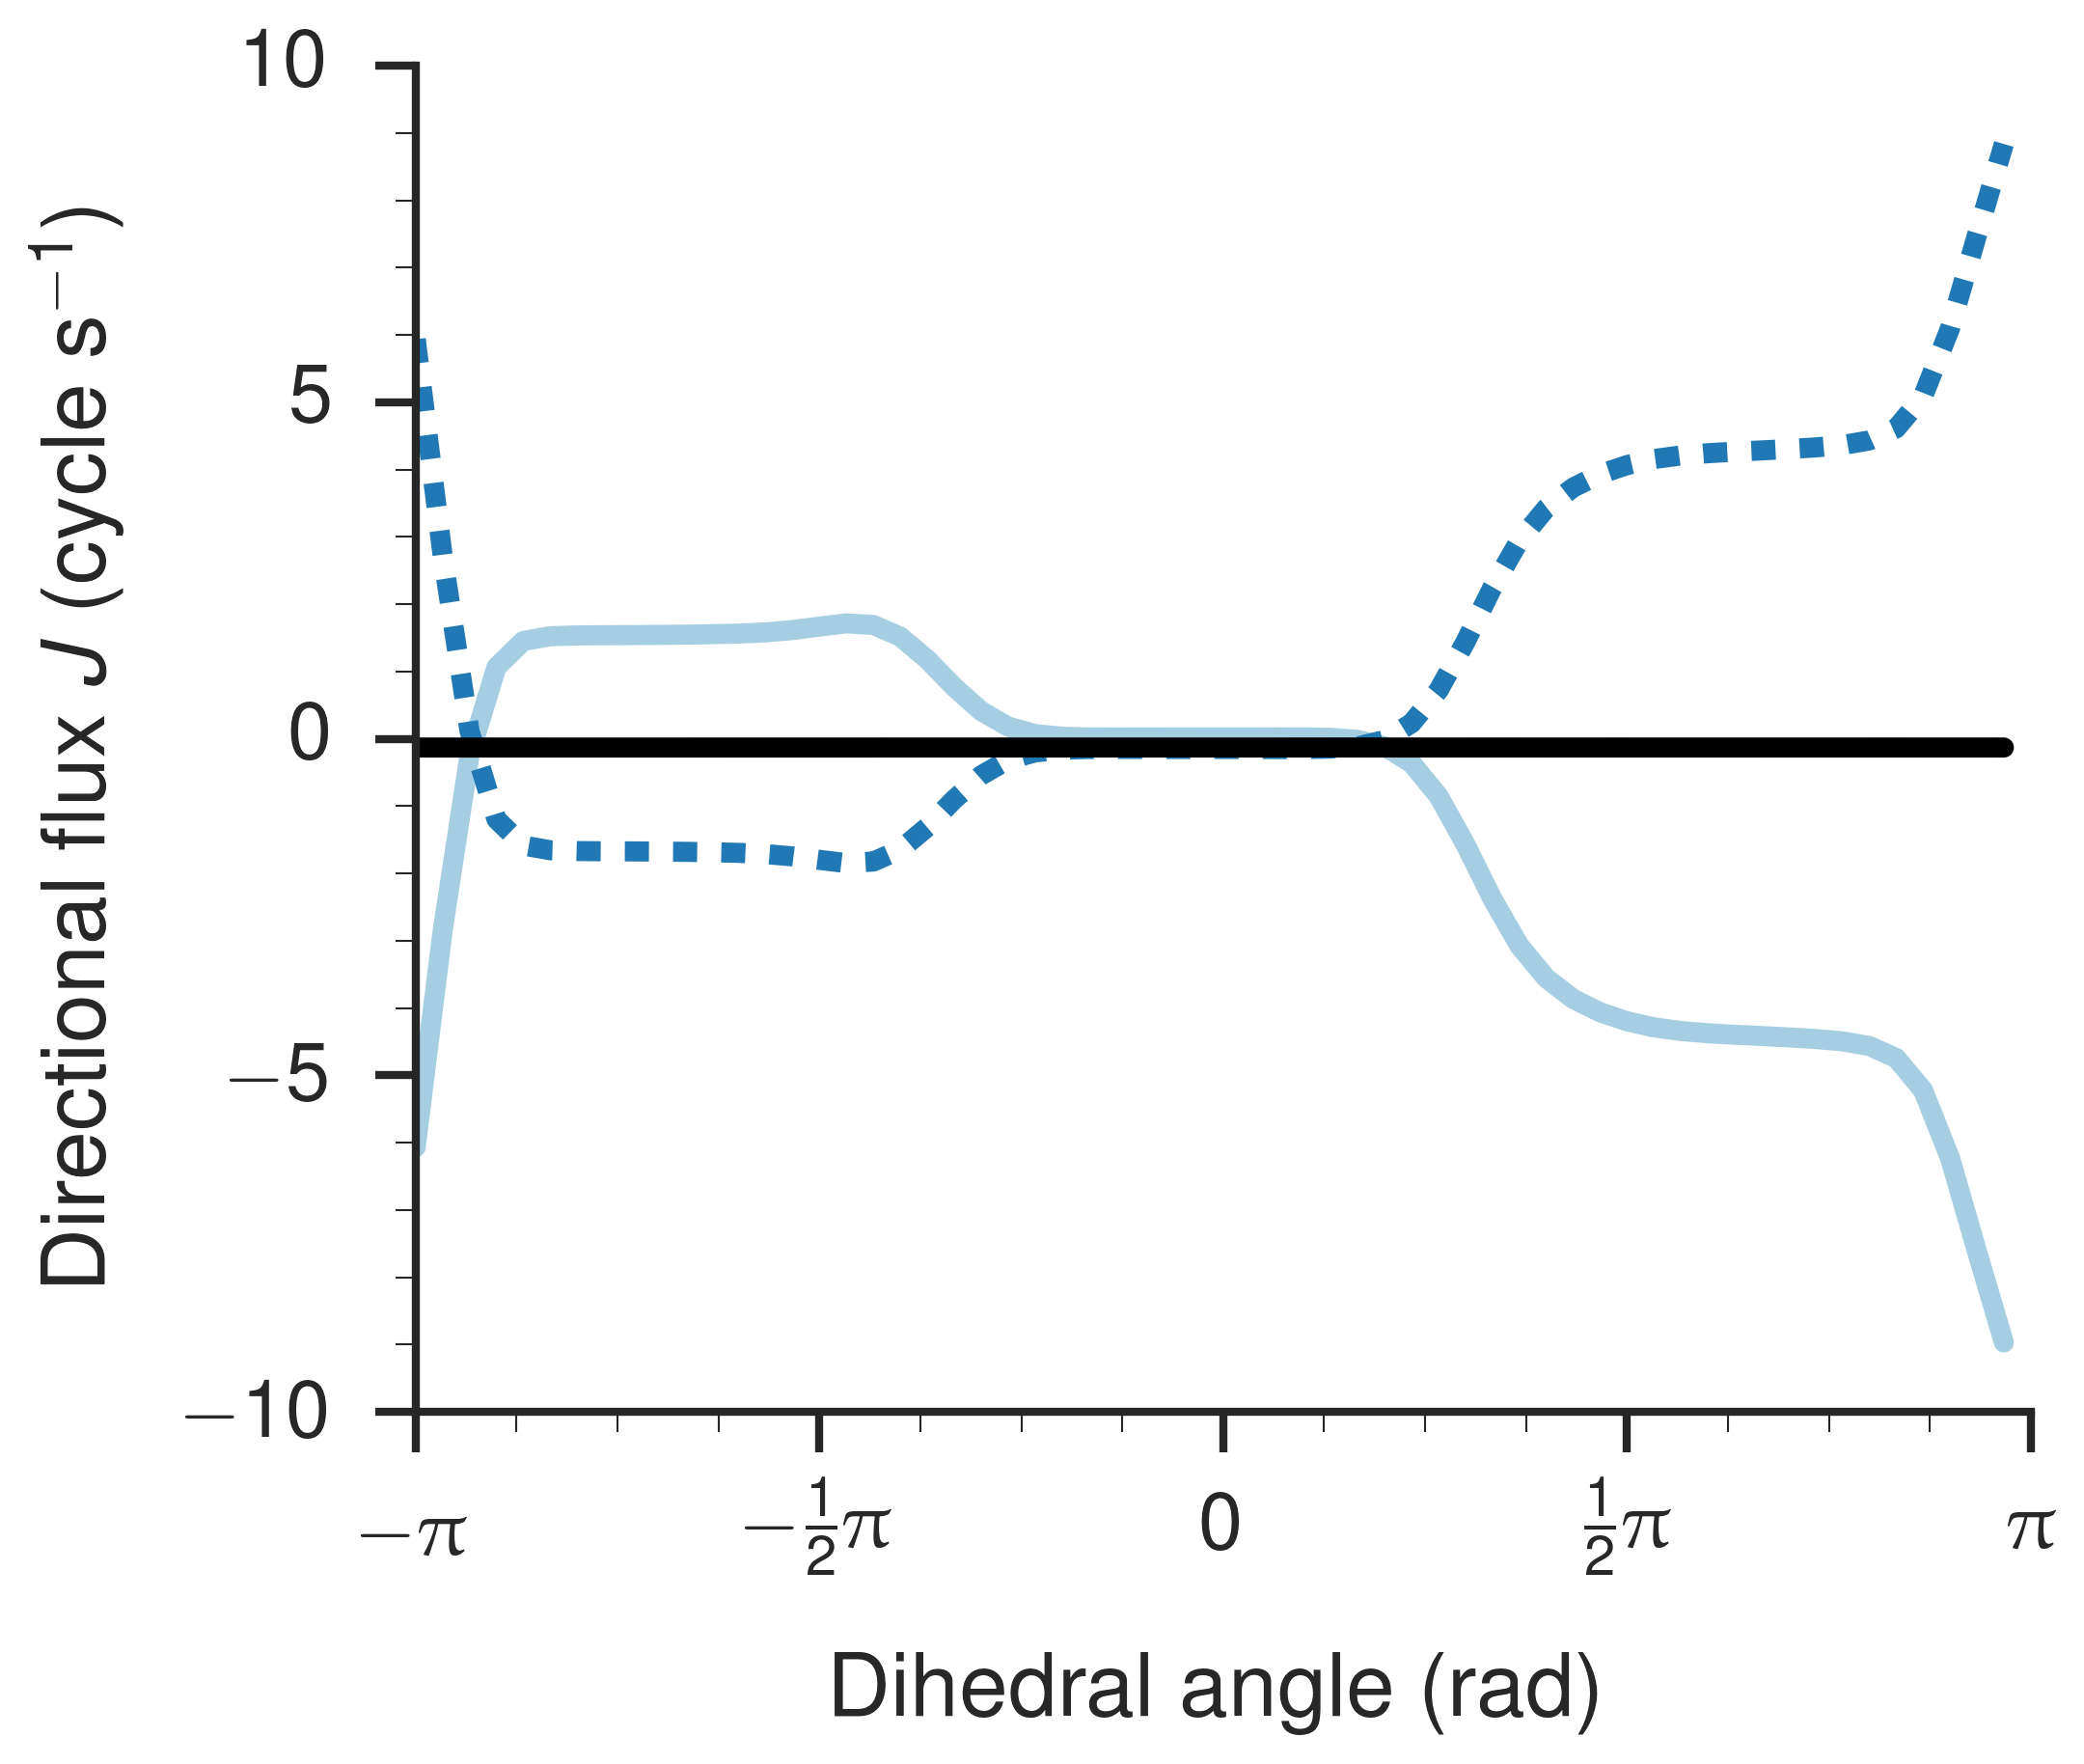 Directional flux J (cycle s⁻¹)
10
5
0
−5
−10
−π
−1/2π
0
1/2π
π
Dihedral angle (rad)